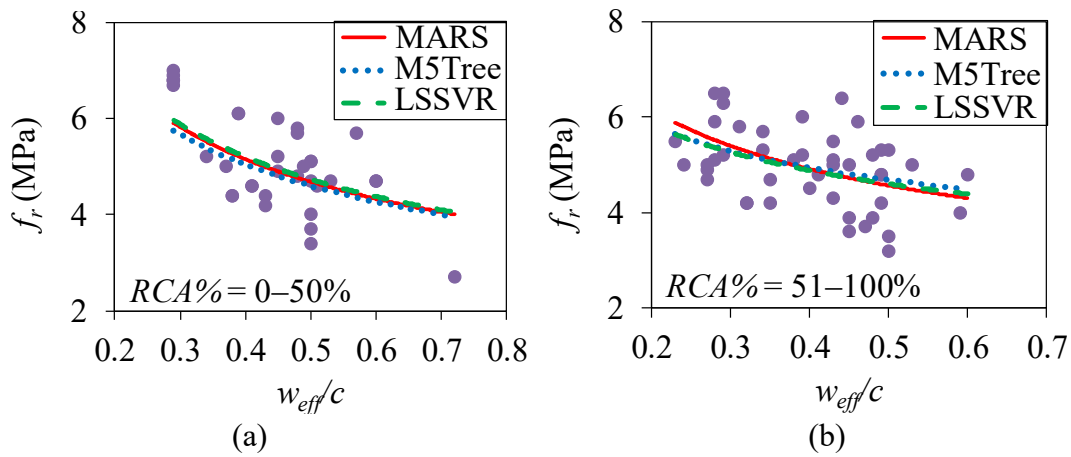 8
6
4
2
f_r (MPa)
MARS
M5Tree
LSSVR
RCA% = 0–50%
0.2 0.3 0.4 0.5 0.6 0.7 0.8
w_eff/c
(a)
8
6
4
2
f_r (MPa)
MARS
M5Tree
LSSVR
RCA% = 51–100%
0.2 0.3 0.4 0.5 0.6 0.7
w_eff/c
(b)